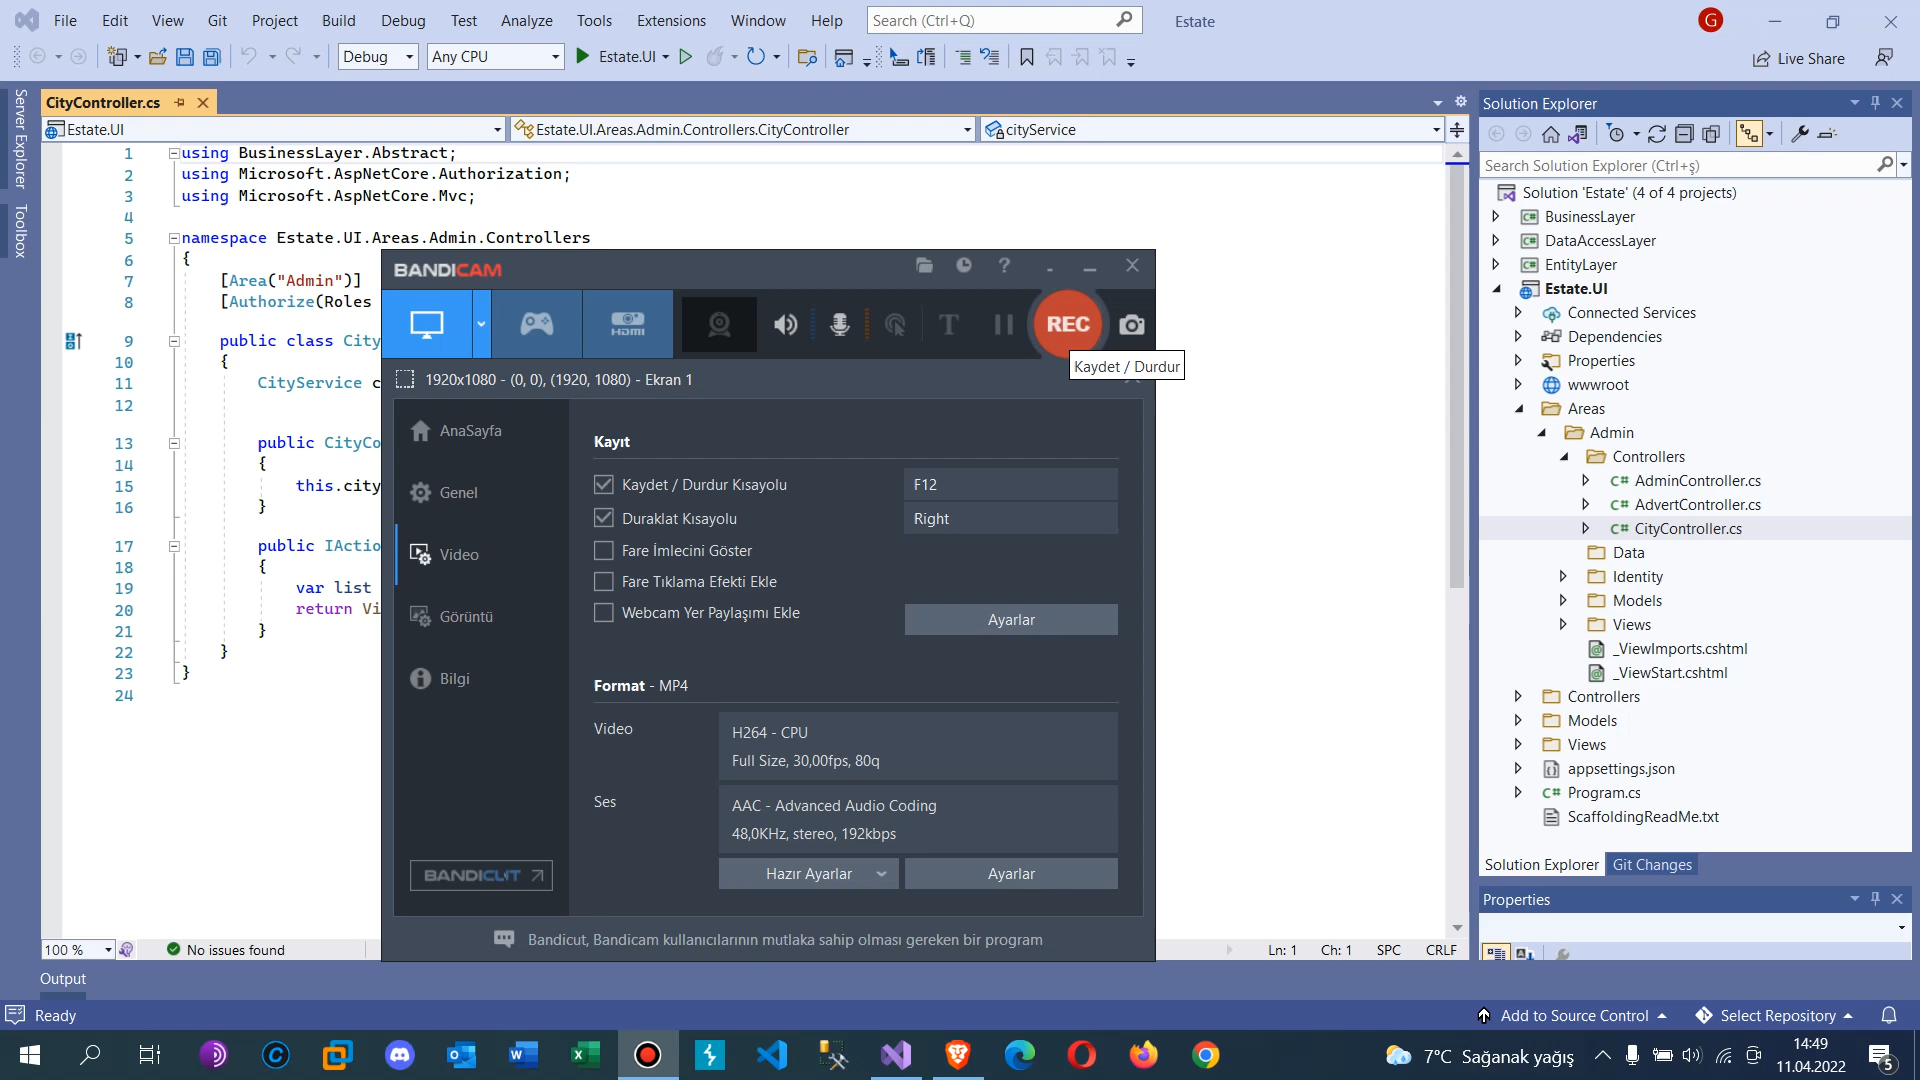 File Edit View Git Project Build Debug Test Analyze Tools Extensions Window Help Search (Ctrl+Q) Estate G
Debug Any CPU Estate.UI Live Share
Server Explorer
Toolbox
CityController.cs
Estate.UI Estate.UI.Areas.Admin.Controllers.CityController cityService
1 using BusinessLayer.Abstract;
2 using Microsoft.AspNetCore.Authorization;
3 using Microsoft.AspNetCore.Mvc;
4
5 namespace Estate.UI.Areas.Admin.Controllers
6 {
7 [Area("Admin")]
8 [Authorize(Roles
9 public class City
10 {
11 CityService c
12
13 public CityCo
14 {
15 this.city
16 }
17 public IActio
18 {
19 var list
20 return Vi
21 }
22 }
23 }
24
BANDICAM
HDMI T REC
Kaydet / Durdur
1920x1080 - (0, 0), (1920, 1080) - Ekran 1
AnaSayfa
Genel
Video
Görüntü
Bilgi
BANDICUT
Kayıt
Kaydet / Durdur Kısayolu F12
Duraklat Kısayolu Right
Fare İmlecini Göster
Fare Tıklama Efekti Ekle
Webcam Yer Paylaşımı Ekle Ayarlar
Format - MP4
Video H264 - CPU
Full Size, 30,00fps, 80q
Ses AAC - Advanced Audio Coding
48,0KHz, stereo, 192kbps
Hazır Ayarlar Ayarlar
Bandicut, Bandicam kullanıcılarının mutlaka sahip olması gereken bir program
Solution Explorer
Search Solution Explorer (Ctrl+ş)
Solution 'Estate' (4 of 4 projects)
BusinessLayer
DataAccessLayer
EntityLayer
Estate.UI
Connected Services
Dependencies
Properties
wwwroot
Areas
Admin
Controllers
AdminController.cs
AdvertController.cs
CityController.cs
Data
Identity
Models
Views
_ViewImports.cshtml
_ViewStart.cshtml
Controllers
Models
Views
appsettings.json
Program.cs
ScaffoldingReadMe.txt
Solution Explorer Git Changes
Properties
100 % No issues found Ln: 1 Ch: 1 SPC CRLF
Output
Ready Add to Source Control Select Repository
7°C Sağanak yağış 14:49
11.04.2022
5